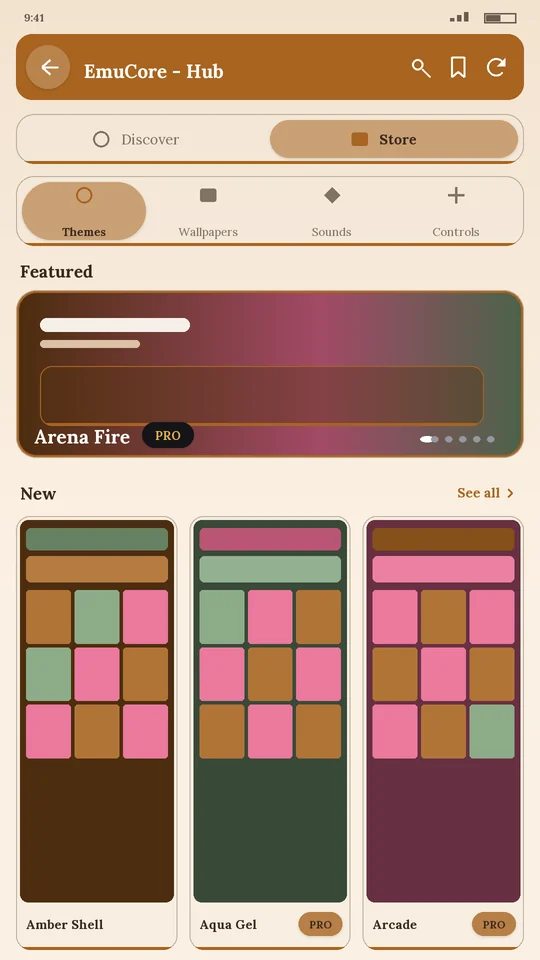 9:41
EmuCore - Hub
Discover
Store
Themes
Wallpapers
Sounds
Controls
Featured
Arena Fire
PRO
New
See all
Amber Shell
Aqua Gel
PRO
Arcade
PRO